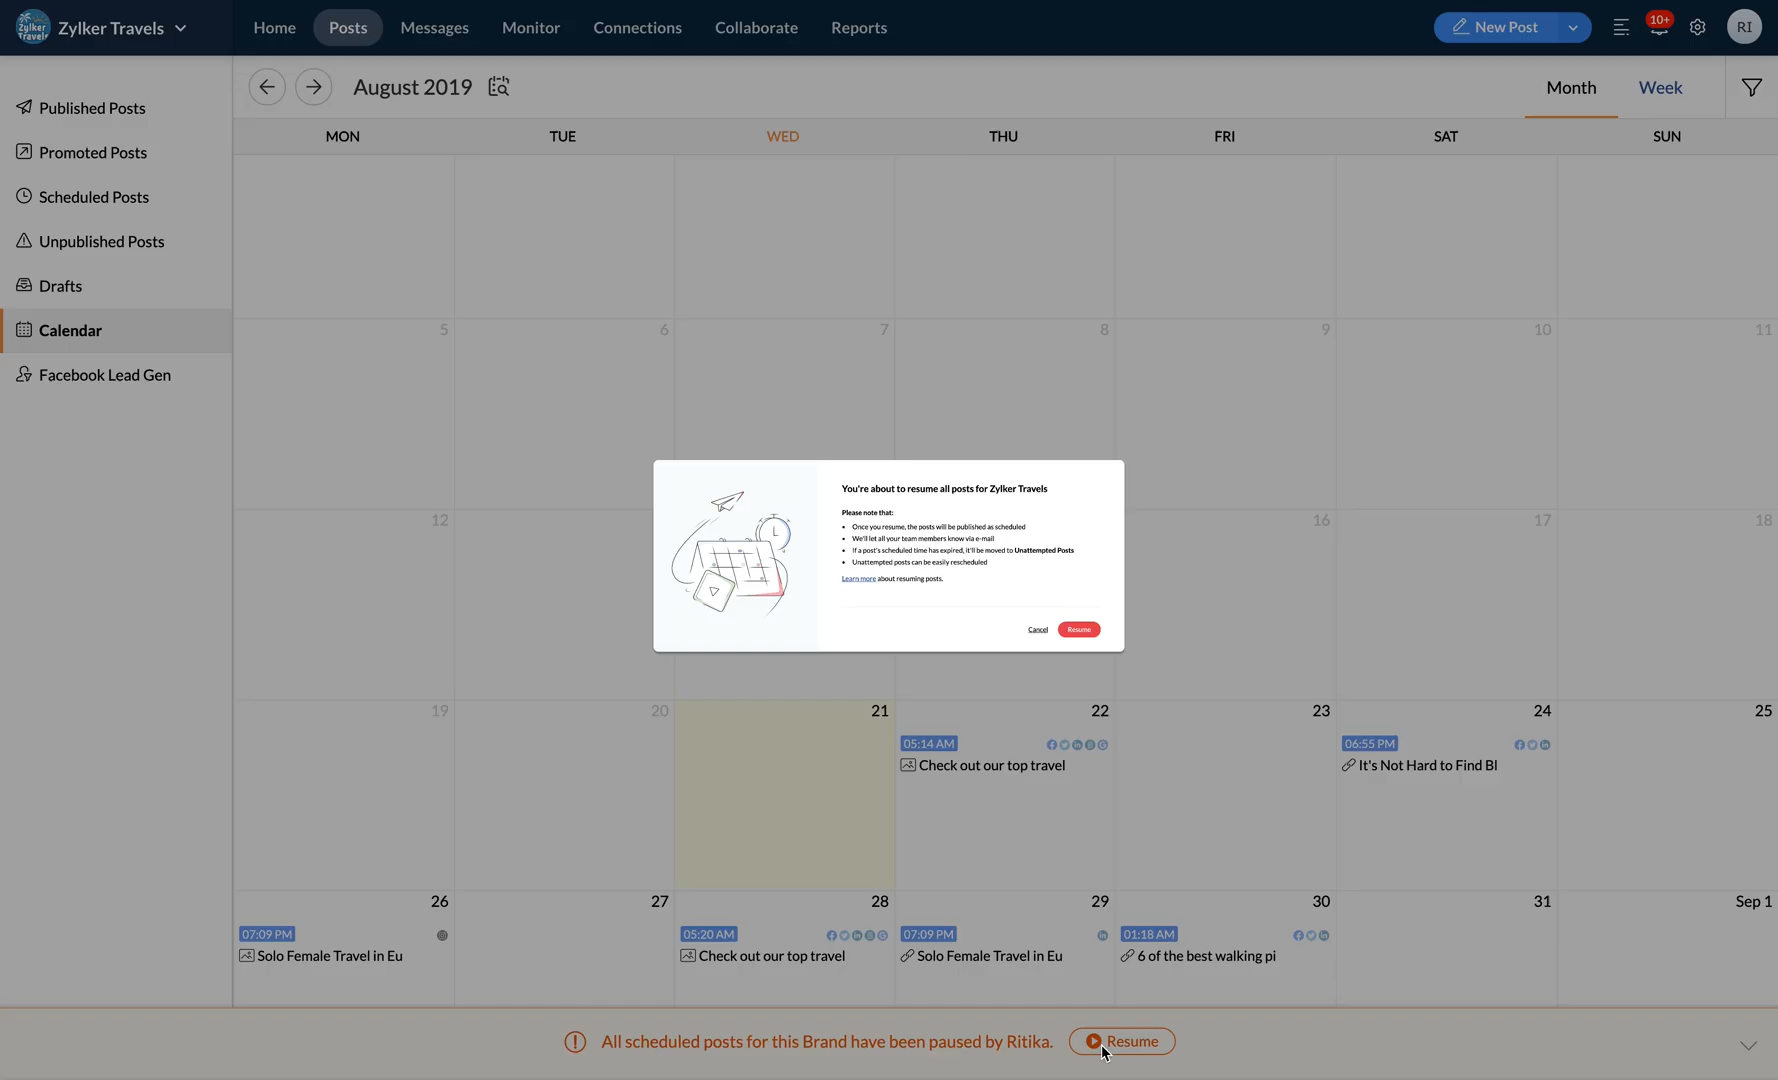 Zylker Travels
Home
Posts
Messages
Monitor
Connections
Collaborate
Reports
New Post
10+
RI
Published Posts
Promoted Posts
Scheduled Posts
Unpublished Posts
Drafts
Calendar
Facebook Lead Gen
August 2019
Month
Week
MON TUE WED THU FRI SAT SUN
5 6 7 8 9 10 11
12 16 17 18
You're about to resume all posts for Zylker Travels
Please note that:
• Once you resume, the posts will be published as scheduled
• We'll let all your team members know via e-mail
• If a post's scheduled time has expired, it'll be moved to Unattempted Posts
• Unattempted posts can be easily rescheduled
Learn more about resuming posts.
Cancel Resume
19 20 21 22 23 24 25
05:14 AM
Check out our top travel
06:55 PM
It's Not Hard to Find Bl
26 27 28 29 30 31 Sep 1
07:09 PM
Solo Female Travel in Eu
05:20 AM
Check out our top travel
07:09 PM
Solo Female Travel in Eu
01:18 AM
6 of the best walking pi
All scheduled posts for this Brand have been paused by Ritika.
Resume